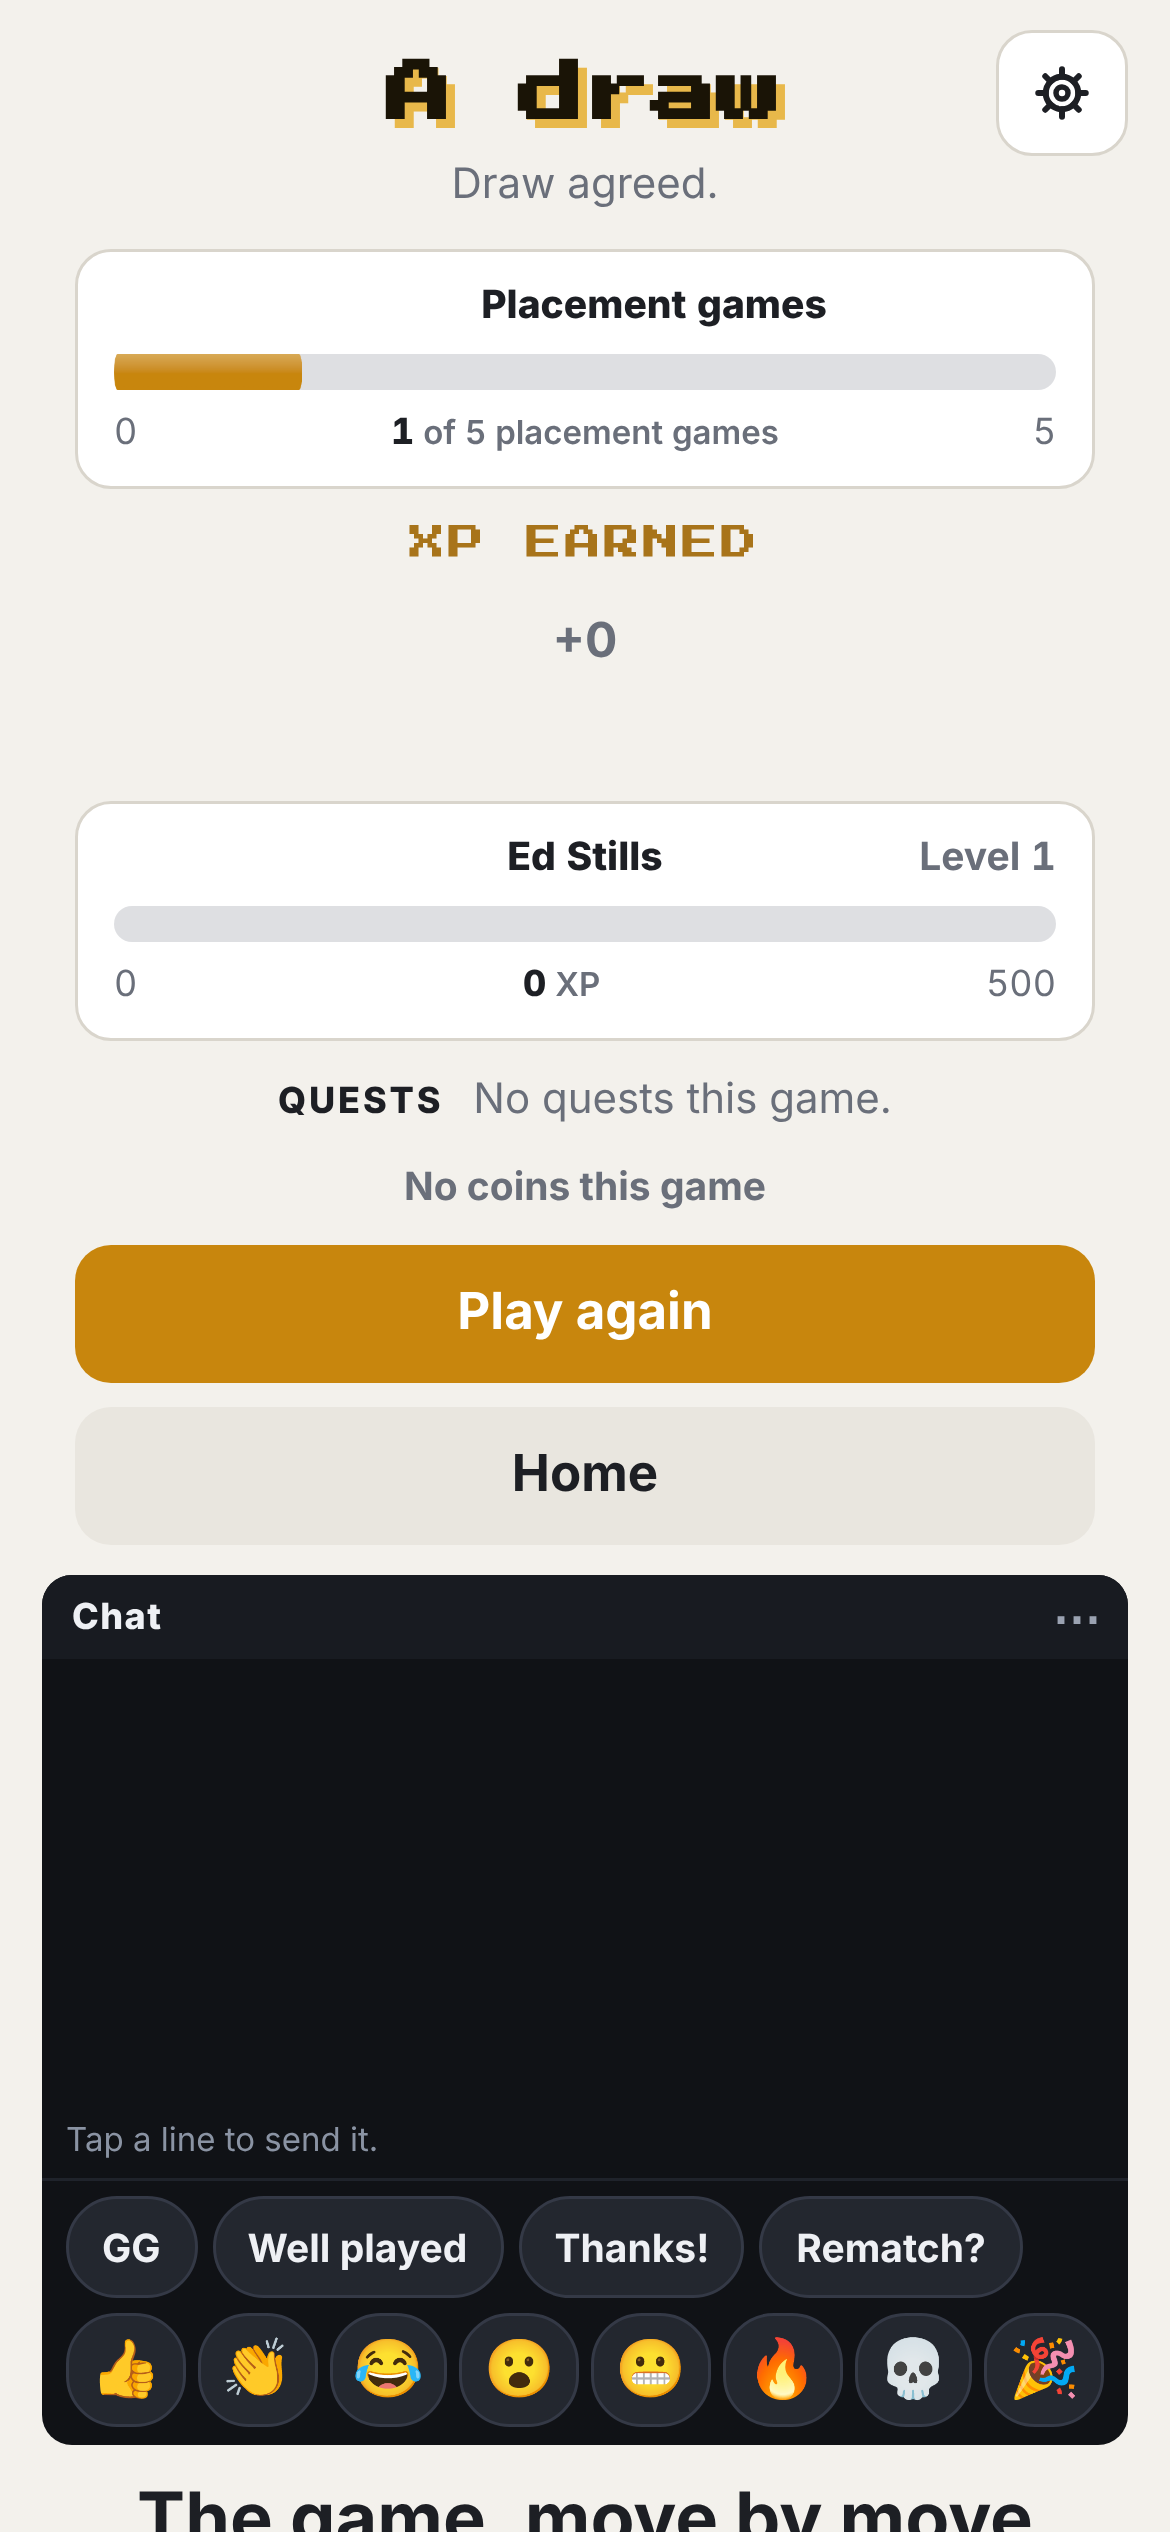 A draw
Draw agreed.
Placement games
0 1 of 5 placement games 5
XP EARNED
+0
Ed Stills Level 1
0 0 XP 500
QUESTS No quests this game.
No coins this game
Play again
Home
Chat ...
Tap a line to send it.
GG Well played Thanks! Rematch?
The game, move by move